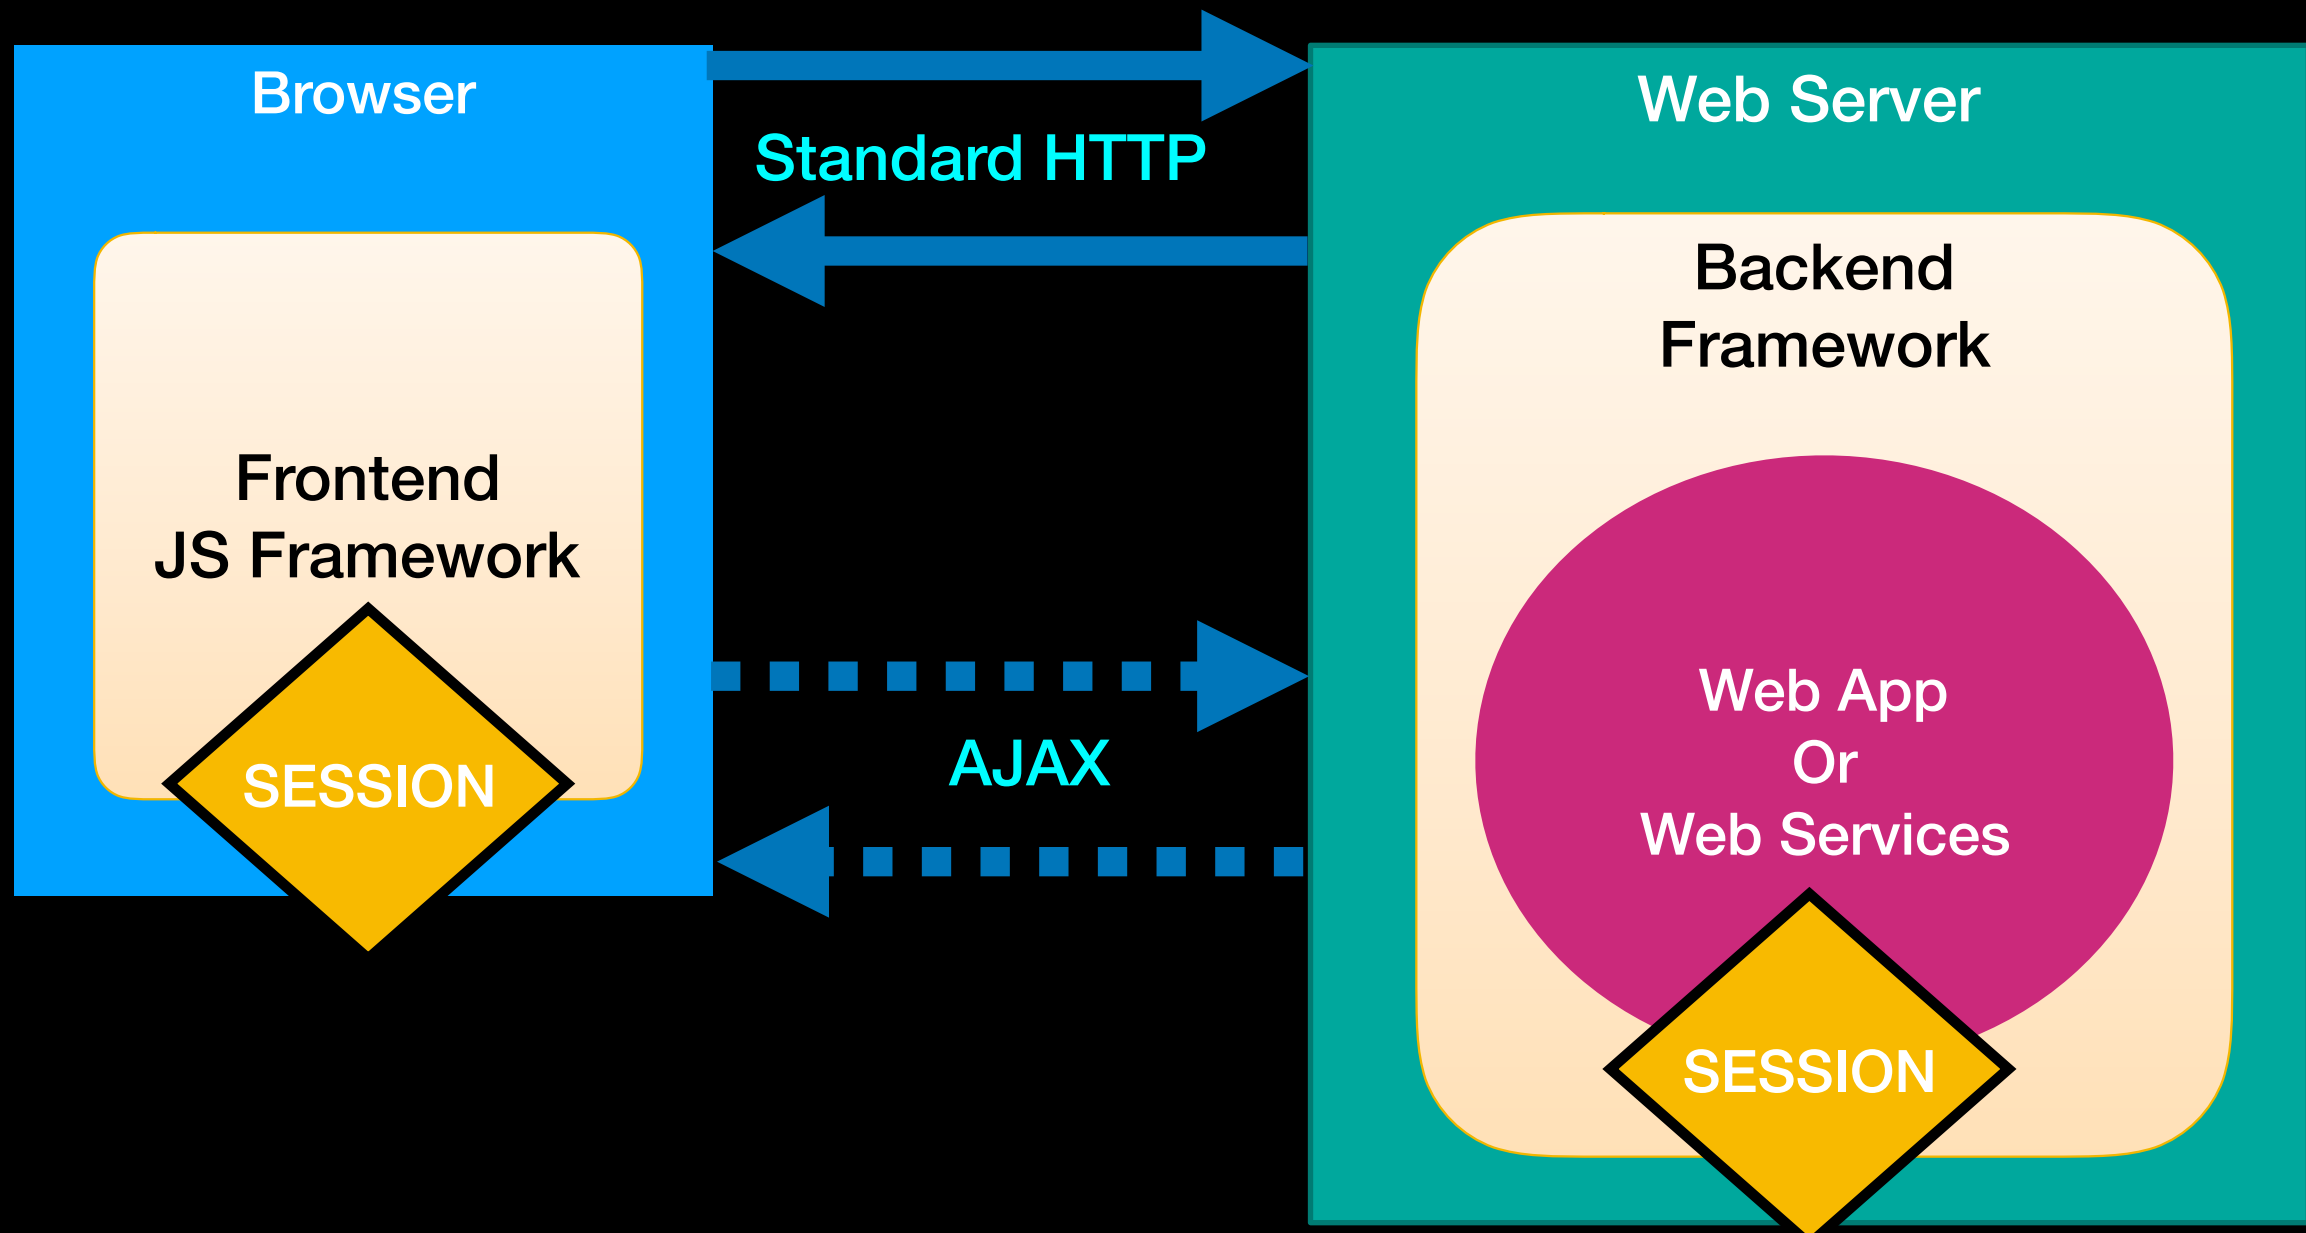 Browser
Standard HTTP
Web Server
Backend
Framework
Frontend
JS Framework
SESSION
AJAX
Web App
Or
Web Services
SESSION